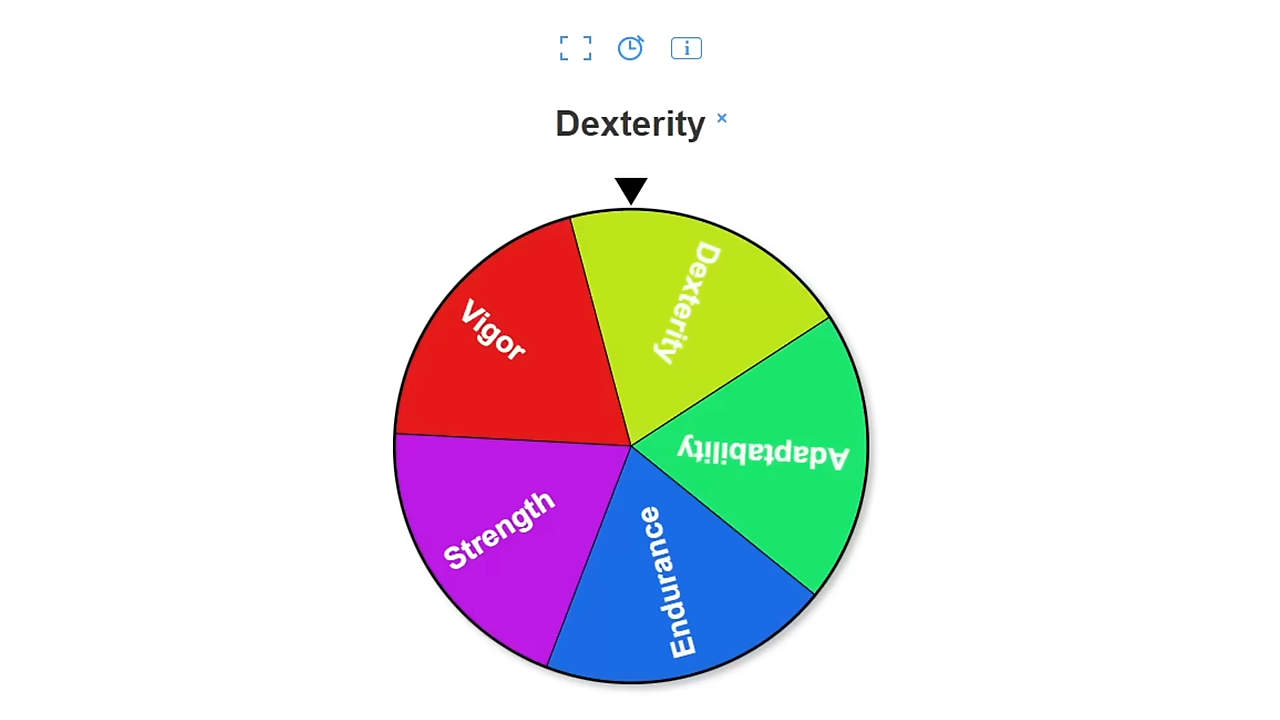 i
Dexterity ×
Dexterity
Vigor
Adaptability
Strength
Endurance